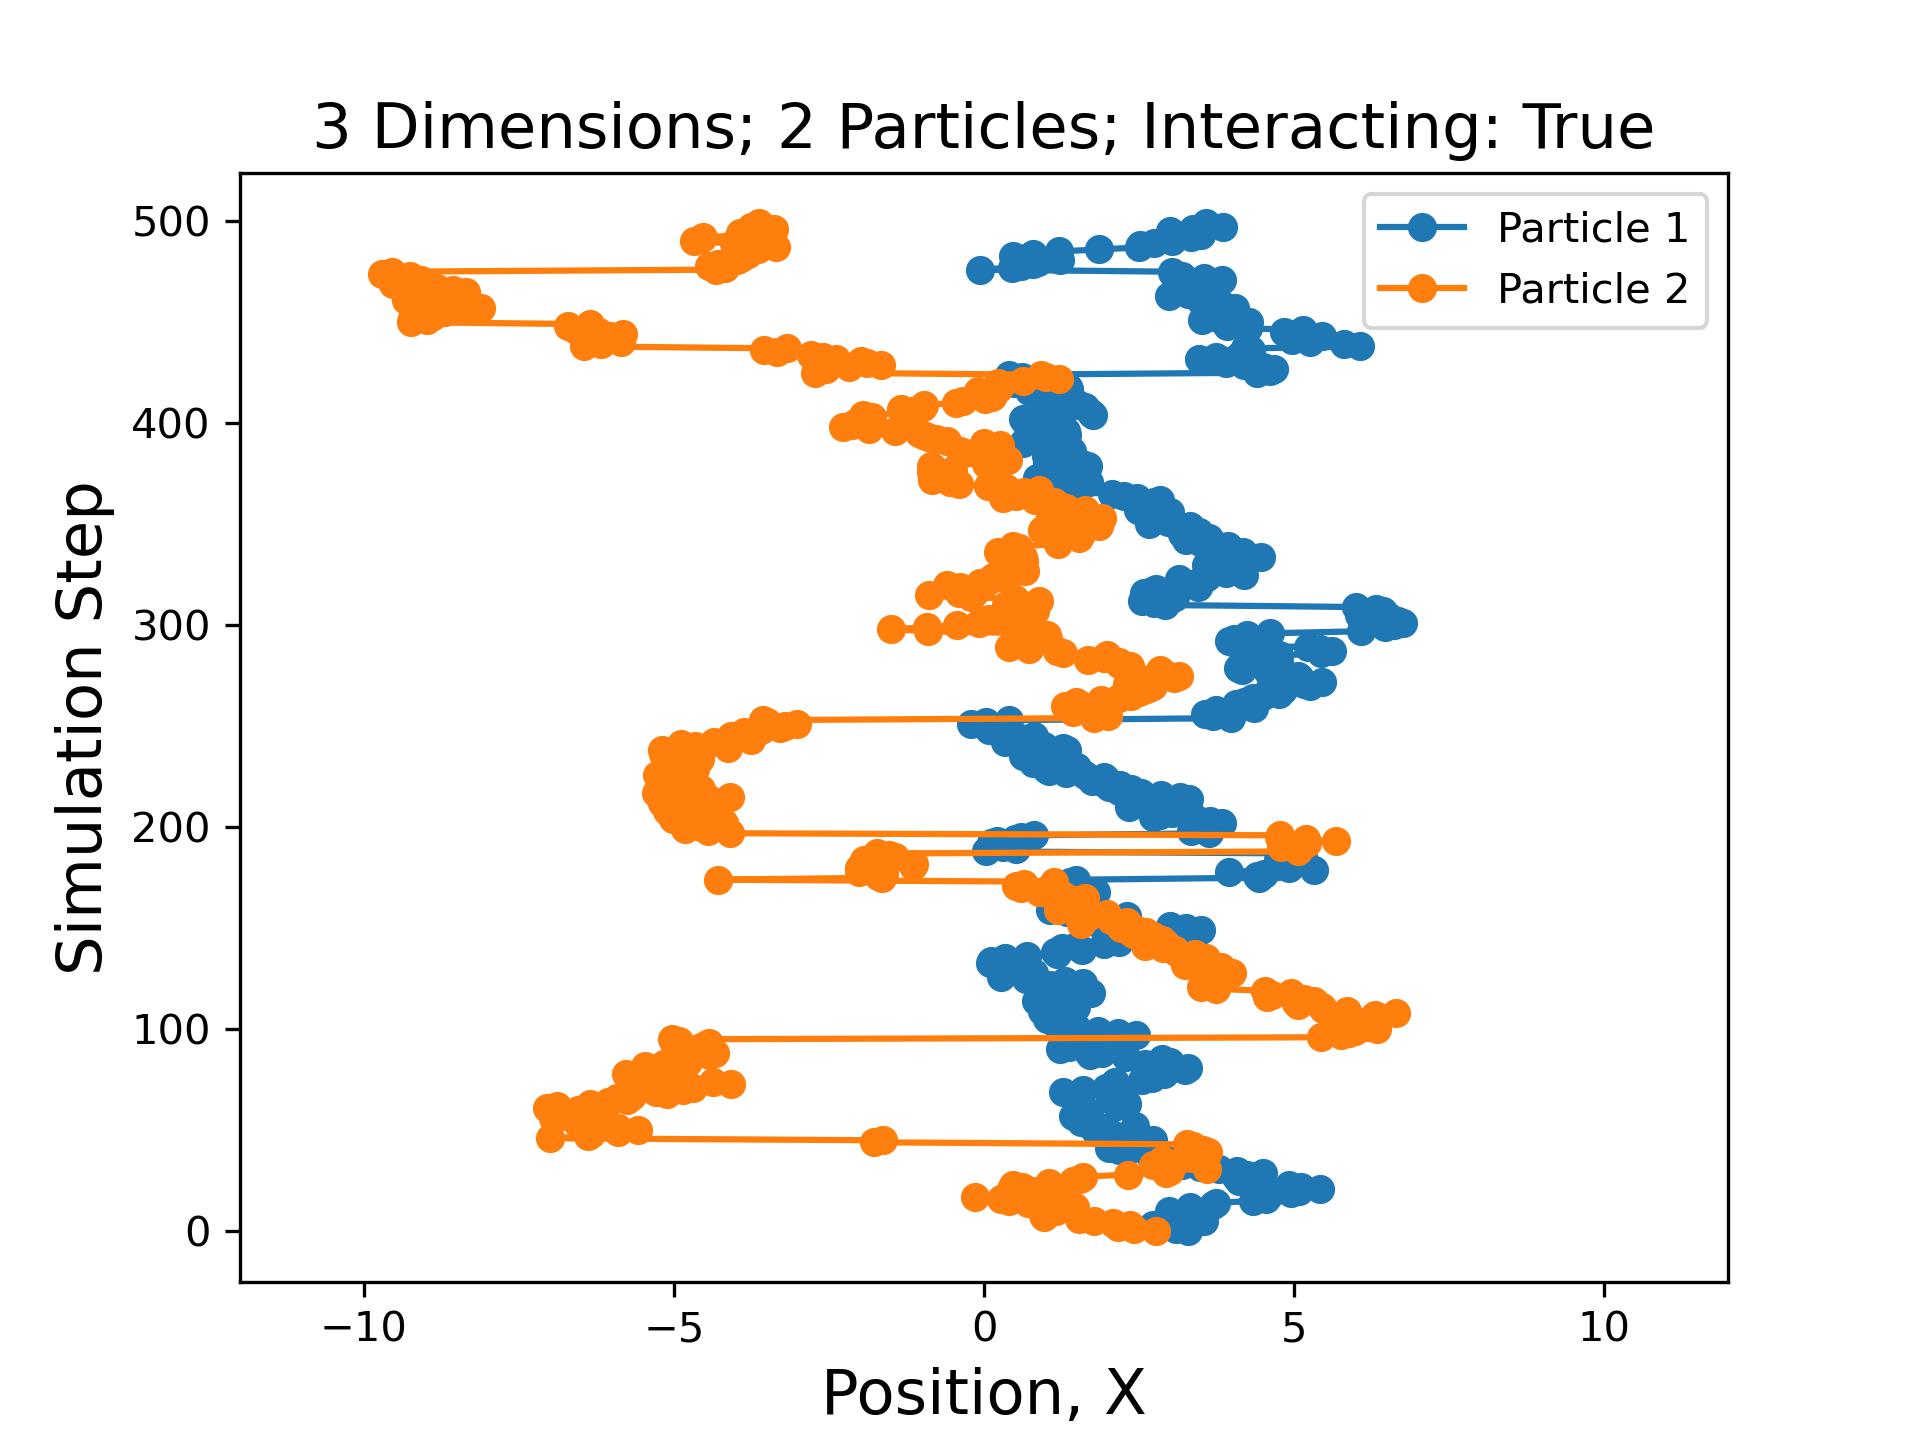 3 Dimensions; 2 Particles; Interacting: True
Particle 1
Particle 2
500
400
300
200
100
0
Simulation Step
−10
−5
0
5
10
Position, X